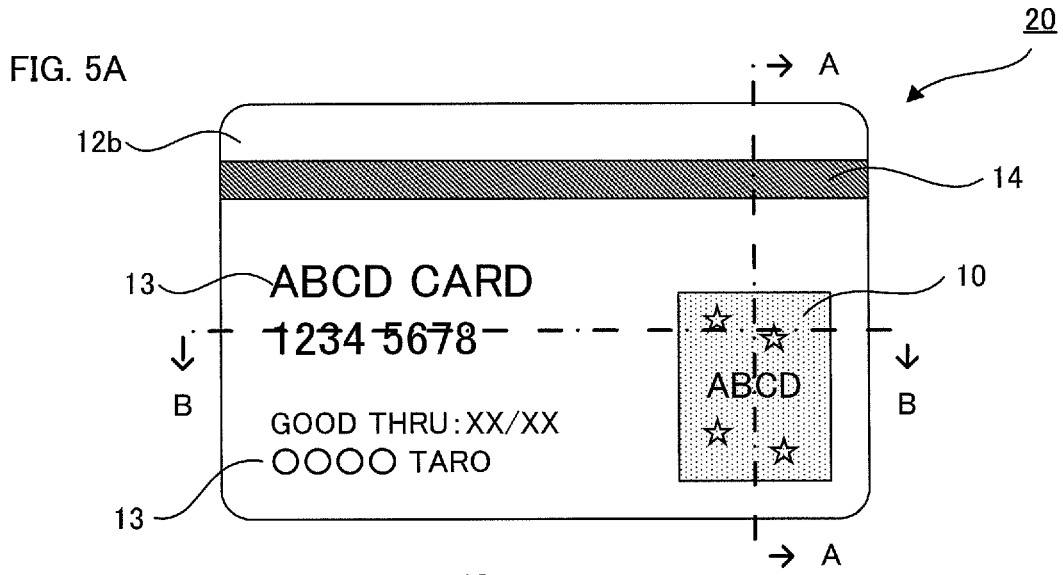 20
FIG. 5A
A
12b
14
13
ABCD CARD
10
1234 5678
B
ABCD
B
GOOD THRU:XX/XX
13
○○○○ TARO
A